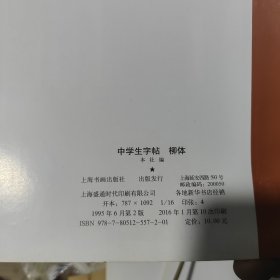 中学生字帖 柳体
本社 编
★
上海书画出版社 出版发行 上海延安西路593号
邮政编码：200050
上海盛通时代印刷有限公司 各地新华书店经销
开本：787×1092 1/16 印张：4
1995年6月第2版 2016年1月第10次印刷
ISBN 978-7-80512-557-2-01 定价：10.00元